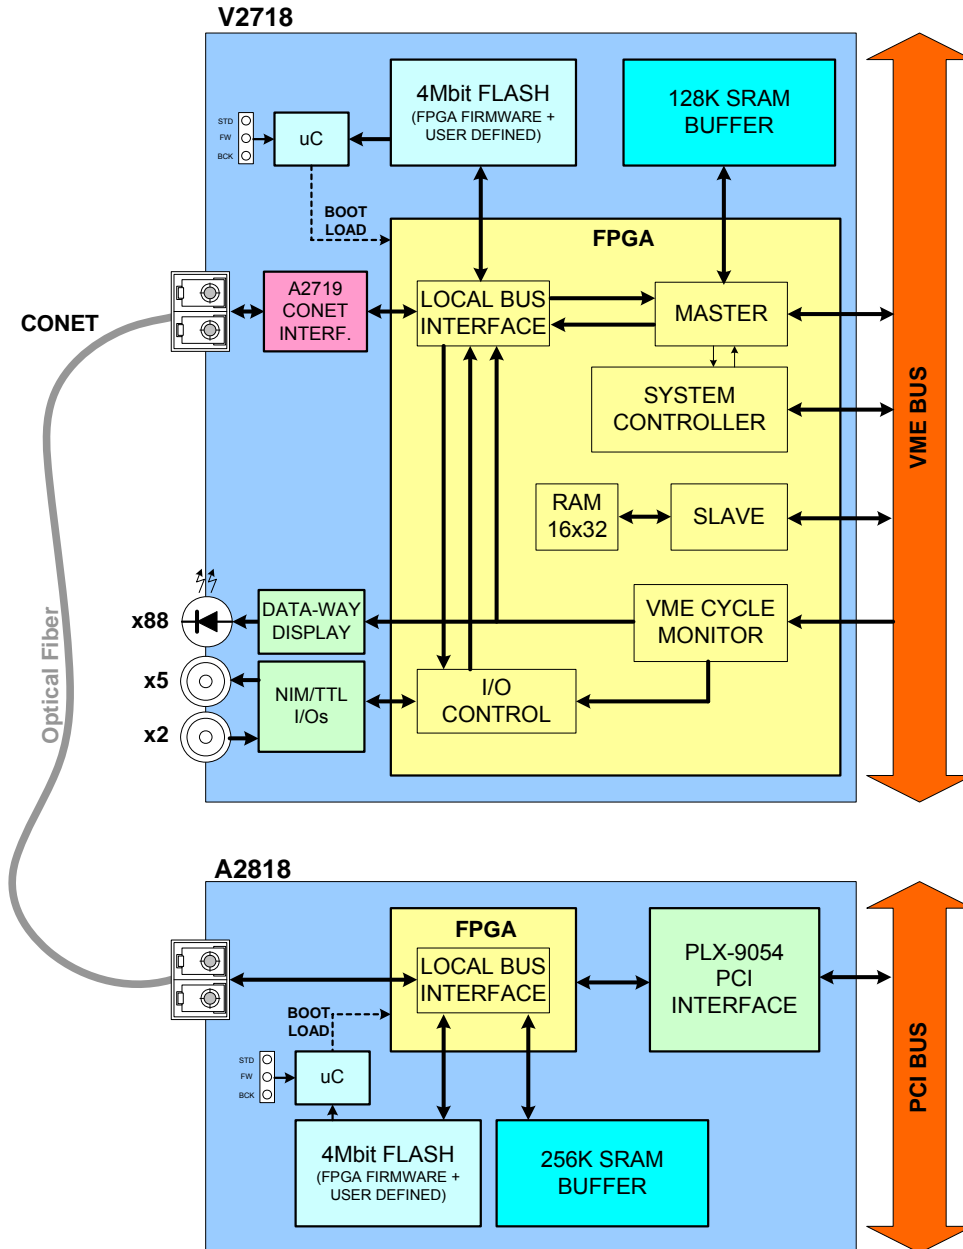 V2718
4Mbit FLASH
(FPGA FIRMWARE +
USER DEFINED)
128K SRAM
BUFFER
STD
FW
BCK
uC
BOOT
LOAD
FPGA
A2719
CONET
INTERF.
LOCAL BUS
INTERFACE
MASTER
CONET
SYSTEM
CONTROLLER
VME BUS
RAM
16x32
SLAVE
x88
DATA-WAY
DISPLAY
VME CYCLE
MONITOR
x5
x2
NIM/TTL
I/Os
I/O
CONTROL
Optical Fiber
A2818
FPGA
LOCAL BUS
INTERFACE
PLX-9054
PCI
INTERFACE
BOOT
LOAD
STD
FW
BCK
uC
PCI BUS
4Mbit FLASH
(FPGA FIRMWARE +
USER DEFINED)
256K SRAM
BUFFER